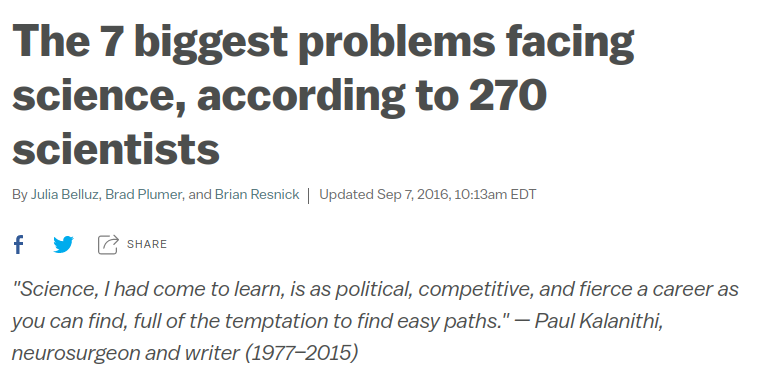 The 7 biggest problems facing
science, according to 270
scientists
By Julia Belluz, Brad Plumer, and Brian Resnick | Updated Sep 7, 2016, 10:13am EDT
SHARE
"Science, I had come to learn, is as political, competitive, and fierce a career as
you can find, full of the temptation to find easy paths." — Paul Kalanithi,
neurosurgeon and writer (1977–2015)